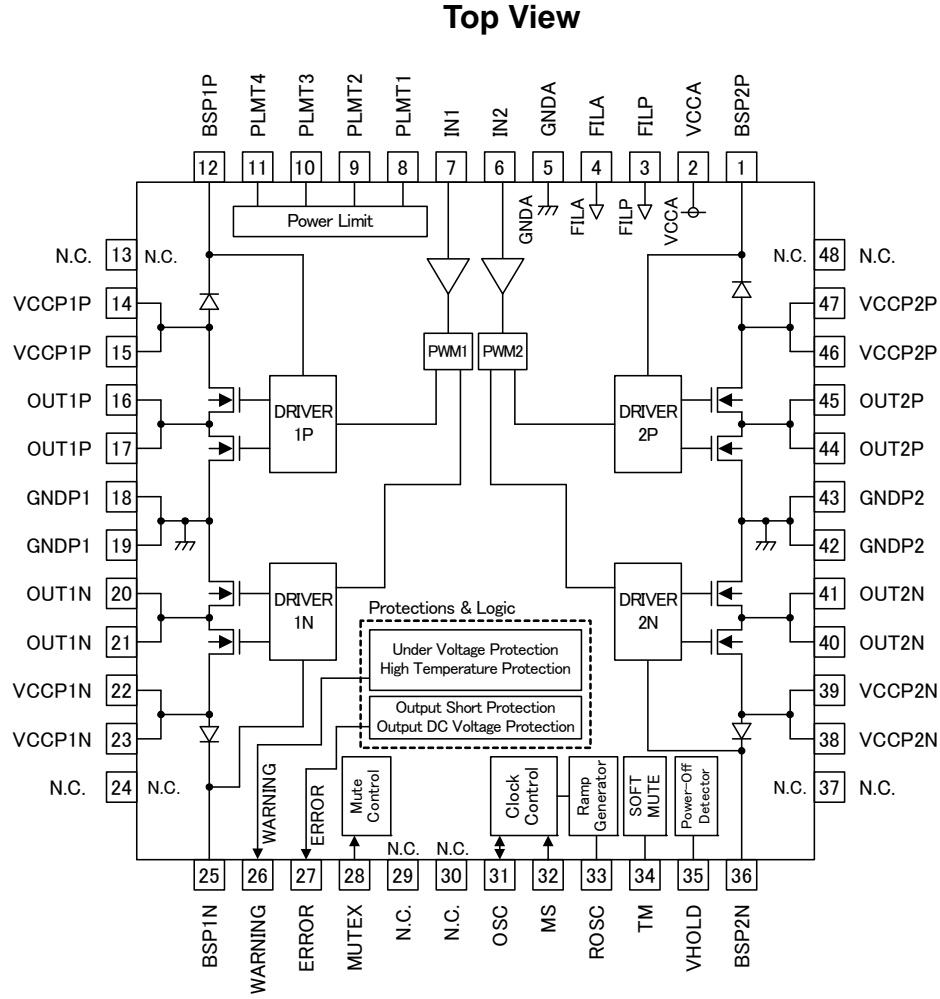 Top View
BSP1P
PLMT4
PLMT3
PLMT2
PLMT1
IN1
IN2
GNDA
FILA
FILP
VCCA
BSP2P
12
11
10
9
8
7
6
5
4
3
2
1
Power Limit
GNDA
FILA
FILP
VCCA
N.C. 13 N.C.
N.C. 48 N.C.
VCCP1P 14
47 VCCP2P
VCCP1P 15
PWM1
PWM2
46 VCCP2P
OUT1P 16
45 OUT2P
DRIVER
1P
DRIVER
2P
OUT1P 17
44 OUT2P
GNDP1 18
43 GNDP2
GNDP1 19
42 GNDP2
OUT1N 20
41 OUT2N
DRIVER
1N
DRIVER
2N
Protections & Logic
OUT1N 21
40 OUT2N
Under Voltage Protection
High Temperature Protection
VCCP1N 22
39 VCCP2N
Output Short Protection
Output DC Voltage Protection
VCCP1N 23
38 VCCP2N
N.C. 24 N.C.
N.C. 37 N.C.
WARNING
ERROR
Mute
Control
Clock
Control
Ramp
Generator
SOFT
MUTE
Power-Off
Detector
N.C.
N.C.
25
26
27
28
29
30
31
32
33
34
35
36
BSP1N
WARNING
ERROR
MUTEX
N.C.
N.C.
OSC
MS
ROSC
TM
VHOLD
BSP2N